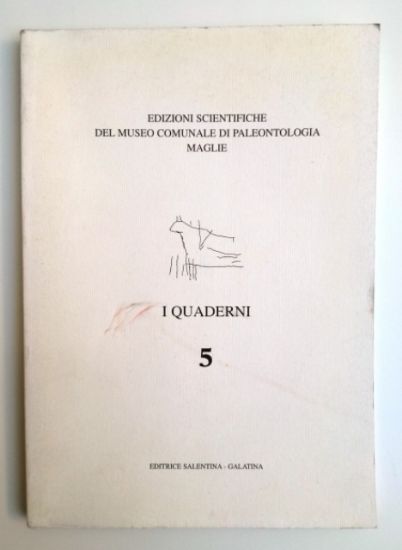 EDIZIONI SCIENTIFICHE
DEL MUSEO COMUNALE DI PALEONTOLOGIA
MAGLIE
I QUADERNI
5
EDITRICE SALENTINA - GALATINA